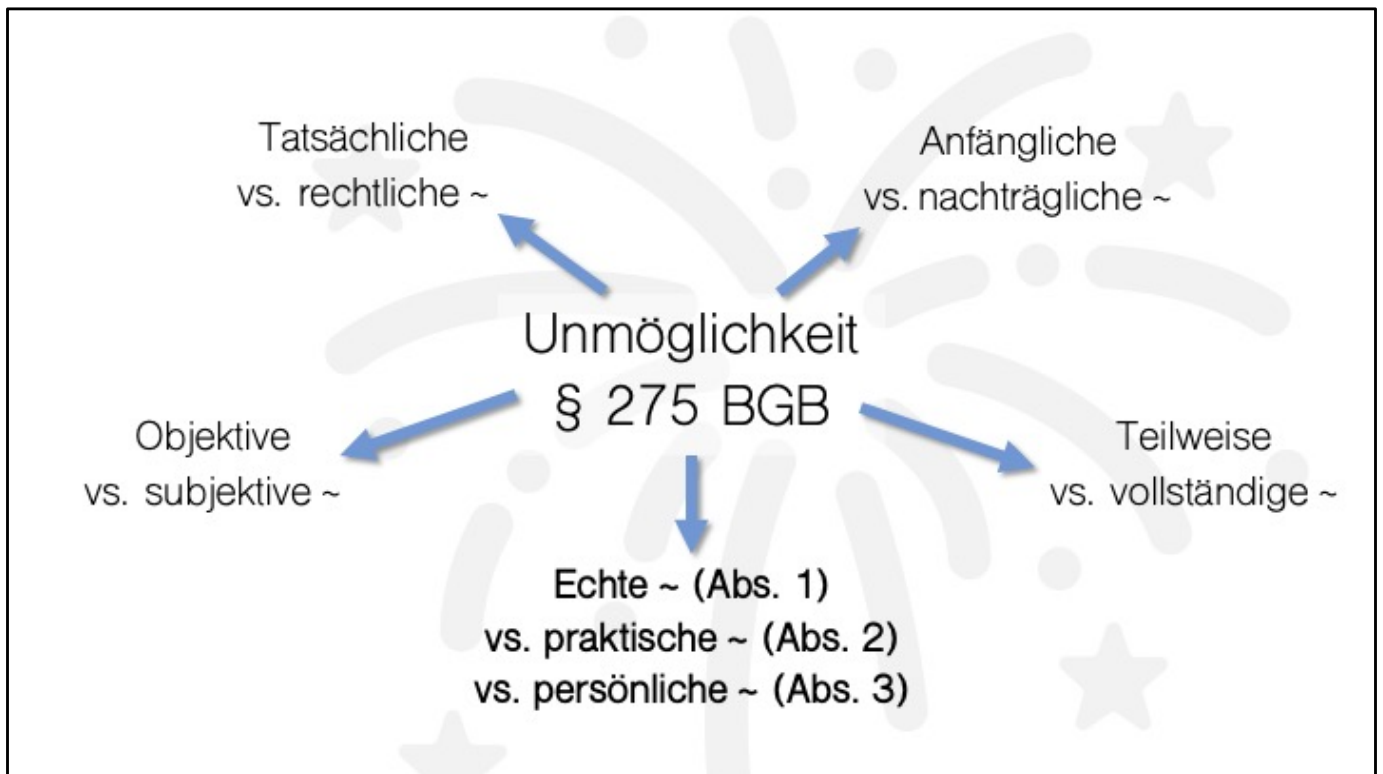 Tatsächliche
vs. rechtliche ~
Anfängliche
vs. nachträgliche ~
Unmöglichkeit
§ 275 BGB
Objektive
vs. subjektive ~
Teilweise
vs. vollständige ~
Echte ~ (Abs. 1)
vs. praktische ~ (Abs. 2)
vs. persönliche ~ (Abs. 3)